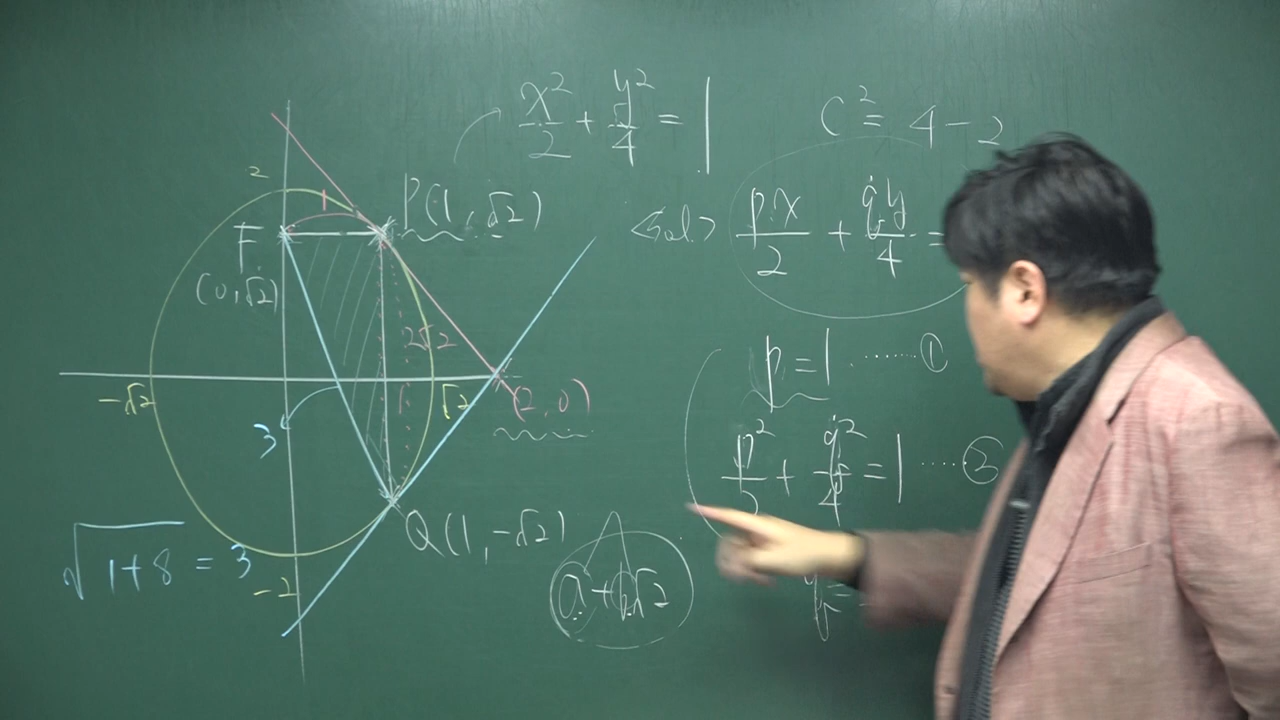 x²/2 + y²/4 = 1
C² = 4 - 2
2
1
P(1, √2)
F
(0, √2)
<Sol> px/2 + qy/4 =
2√2
p = 1 ······ ①
-√2
√2
(2, 0)
3
p²/2 + q²/4 = 1 ···· ②
Q(1, -√2)
√1+8 = 3
-2
a + b√2
q =